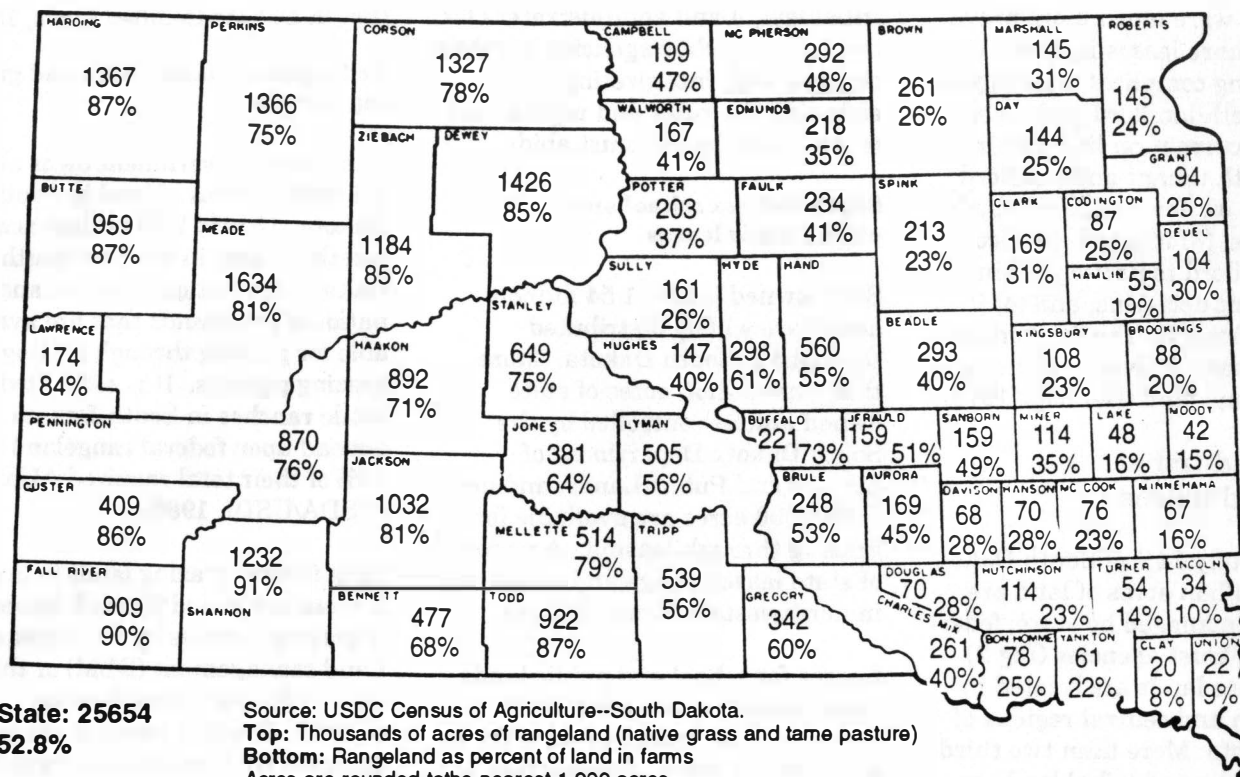 HARDING
1367
87%
PERKINS
1366
75%
CORSON
1327
78%
CAMPBELL
199
47%
MC PHERSON
292
48%
BROWN
261
26%
MARSHALL
145
31%
ROBERTS
145
24%
ZIEBACH
1184
85%
DEWEY
1426
85%
WALWORTH
167
41%
EDMUNDS
218
35%
DAY
144
25%
GRANT
94
25%
BUTTE
959
87%
MEADE
1634
81%
POTTER
203
37%
FAULK
234
41%
SPINK
213
23%
CLARK
169
31%
CODINGTON
87
25%
DEUEL
104
30%
HAMLIN
55
19%
SULLY
161
26%
HYDE
298
61%
HAND
560
55%
LAWRENCE
174
84%
HAAKON
892
71%
STANLEY
649
75%
HUGHES
147
40%
BEADLE
293
40%
KINGSBURY
108
23%
BROOKINGS
88
20%
PENNINGTON
870
76%
JACKSON
1032
81%
JONES
381
64%
LYMAN
505
56%
BUFFALO
221
73%
JERAULD
159
51%
SANBORN
159
49%
MINER
114
35%
LAKE
48
16%
MOODY
42
15%
CUSTER
409
86%
BRULE
248
53%
AURORA
169
45%
DAVISON
68
28%
HANSON
70
28%
MC COOK
76
23%
MINNEHAHA
67
16%
FALL RIVER
909
90%
SHANNON
1232
91%
BENNETT
477
68%
MELLETTE
514
79%
TODD
922
87%
TRIPP
539
56%
GREGORY
342
60%
DOUGLAS
70
28%
CHARLES MIX
261
40%
HUTCHINSON
114
23%
TURNER
54
14%
LINCOLN
34
10%
BON HOMME
78
25%
YANKTON
61
22%
CLAY
20
8%
UNION
22
9%
State: 25654
52.8%
Source: USDC Census of Agriculture--South Dakota.
Top: Thousands of acres of rangeland (native grass and tame pasture)
Bottom: Rangeland as percent of land in farms
Acres are rounded to the nearest 1,000 acres